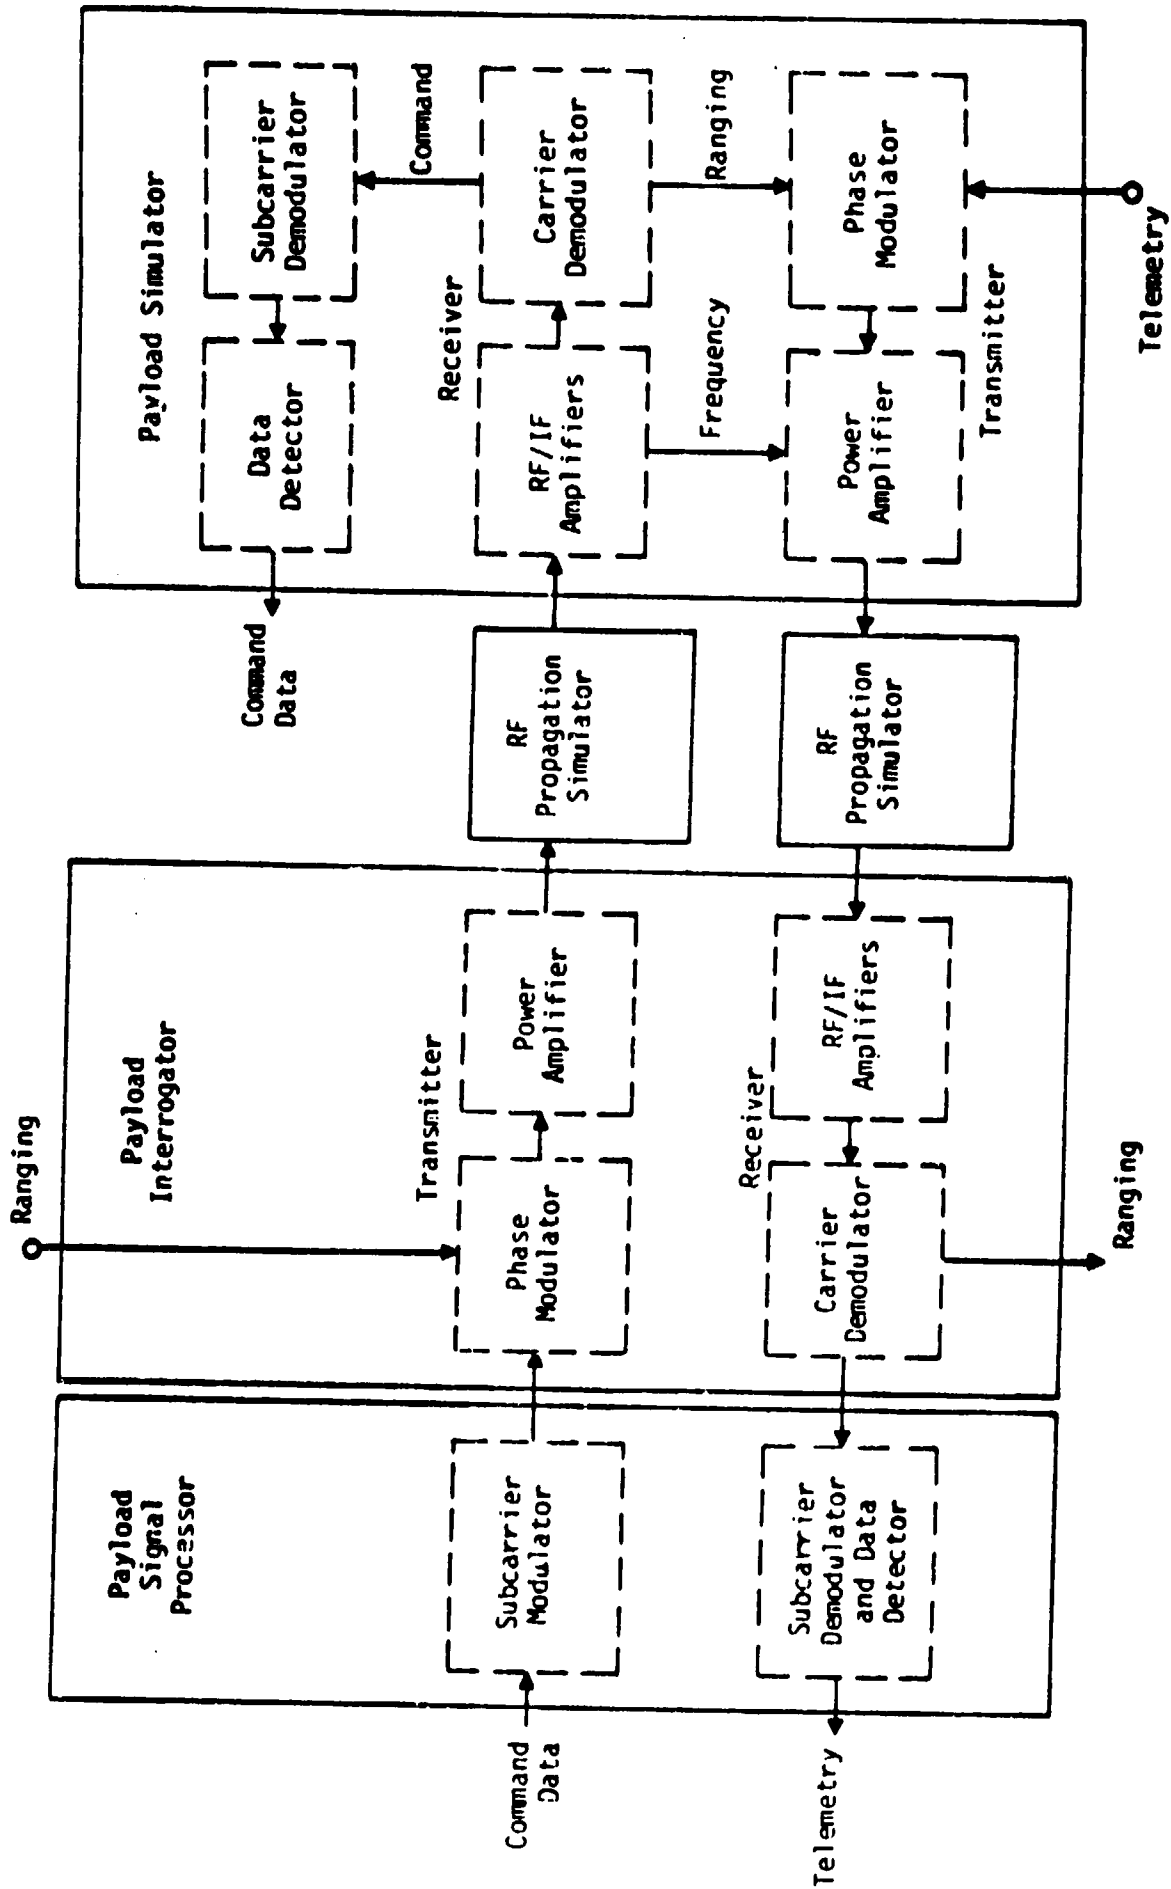 Payload
Signal
Processor
Command
Data
Subcarrier
Modulator
Subcarrier
Demodulator
and Data
Detector
Telemetry
Ranging
Payload
Interrogator
Transmitter
Phase
Modulator
Power
Amplifier
Receiver
Carrier
Demodulator
RF/IF
Amplifiers
Ranging
RF
Propagation
Simulator
RF
Propagation
Simulator
Payload Simulator
Command
Data
Data
Detector
Subcarrier
Demodulator
Command
Receiver
RF/IF
Amplifiers
Carrier
Demodulator
Frequency
Ranging
Power
Amplifier
Phase
Modulator
Transmitter
Telemetry